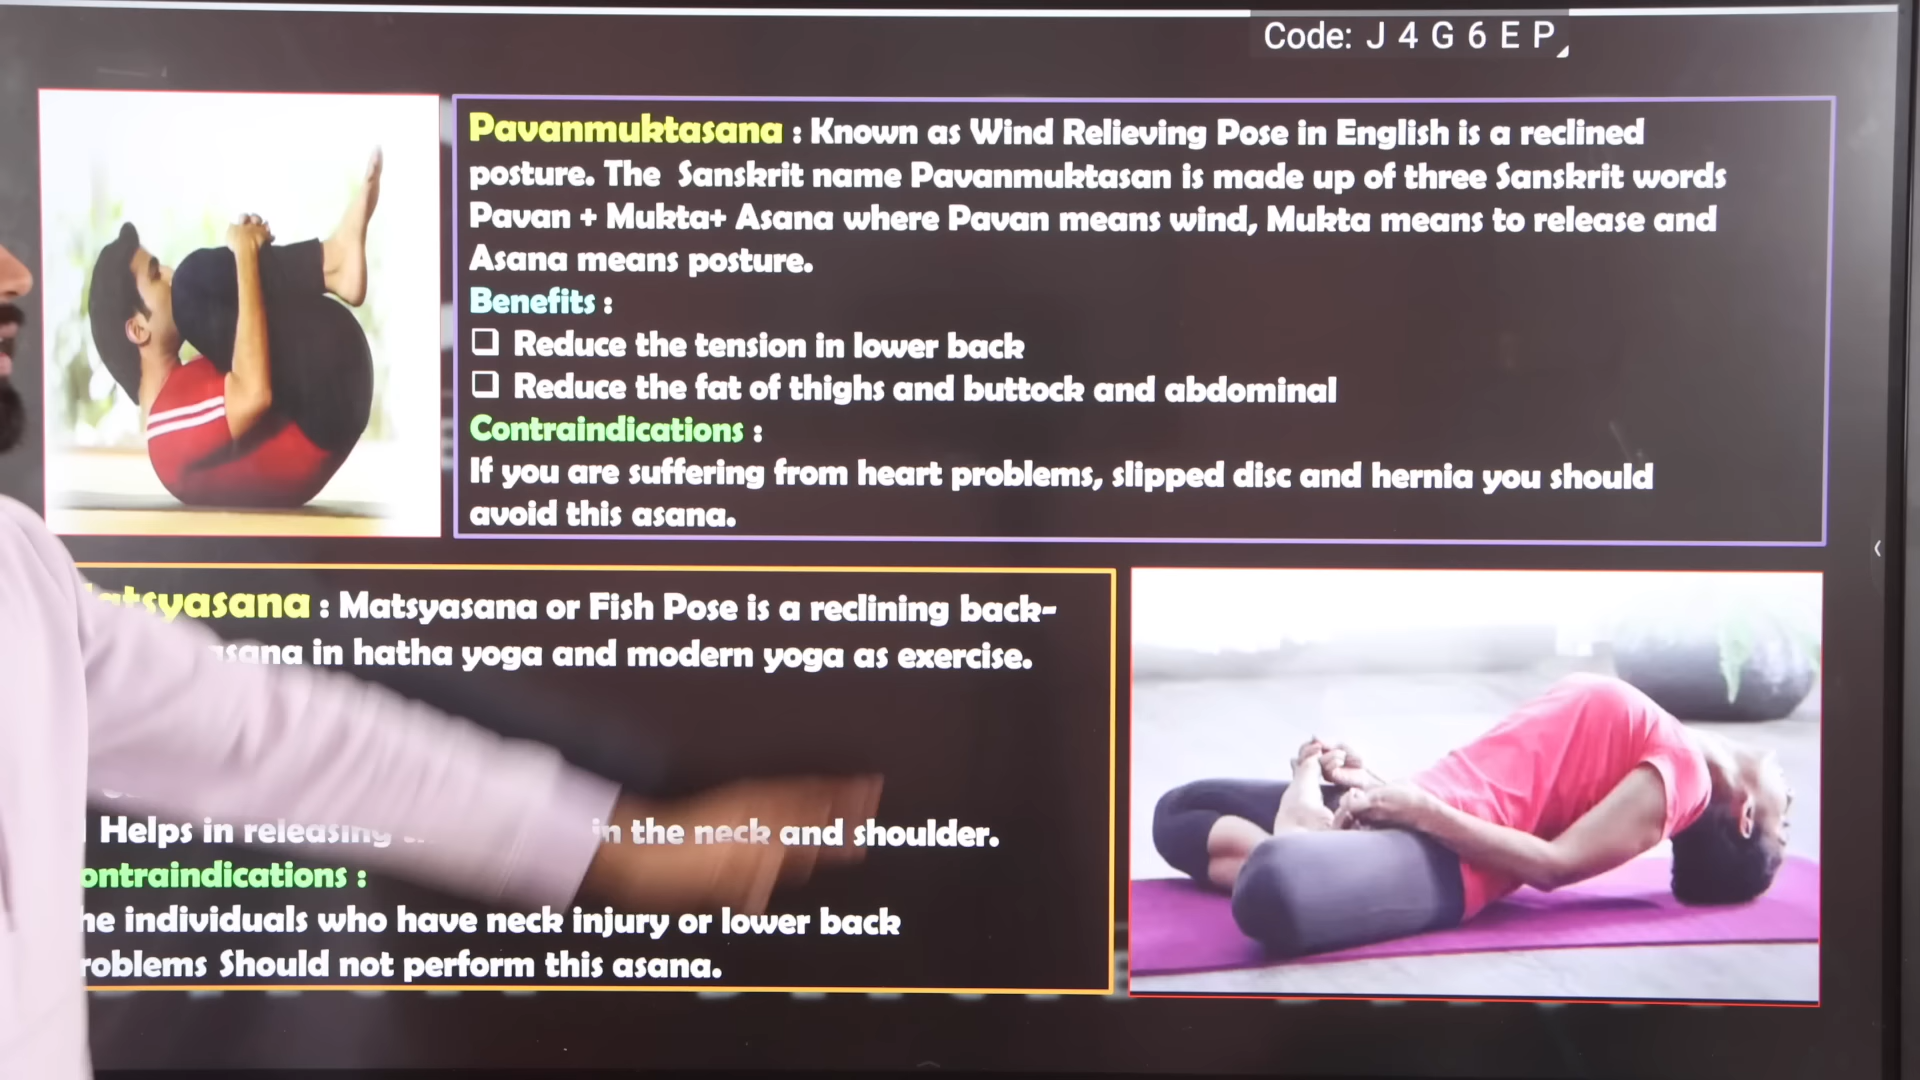 Code: J 4 G 6 E P
Pavanmuktasana : Known as Wind Relieving Pose in English is a reclined
posture. The Sanskrit name Pavanmuktasan is made up of three Sanskrit words
Pavan + Mukta+ Asana where Pavan means wind, Mukta means to release and
Asana means posture.
Benefits :
Reduce the tension in lower back
Reduce the fat of thighs and buttock and abdominal
Contraindications :
If you are suffering from heart problems, slipped disc and hernia you should
avoid this asana.
atsyasana : Matsyasana or Fish Pose is a reclining back-
asana in hatha yoga and modern yoga as exercise.
Helps in releasing in the neck and shoulder.
ontraindications :
he individuals who have neck injury or lower back
roblems Should not perform this asana.